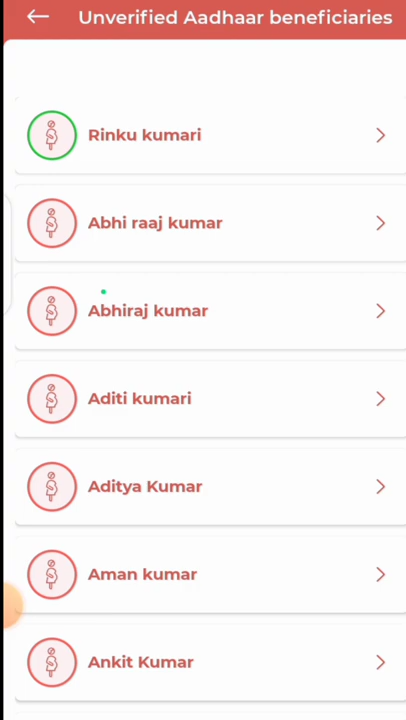 Unverified Aadhaar beneficiaries
Rinku kumari
Abhi raaj kumar
Abhiraj kumar
Aditi kumari
Aditya Kumar
Aman kumar
Ankit Kumar